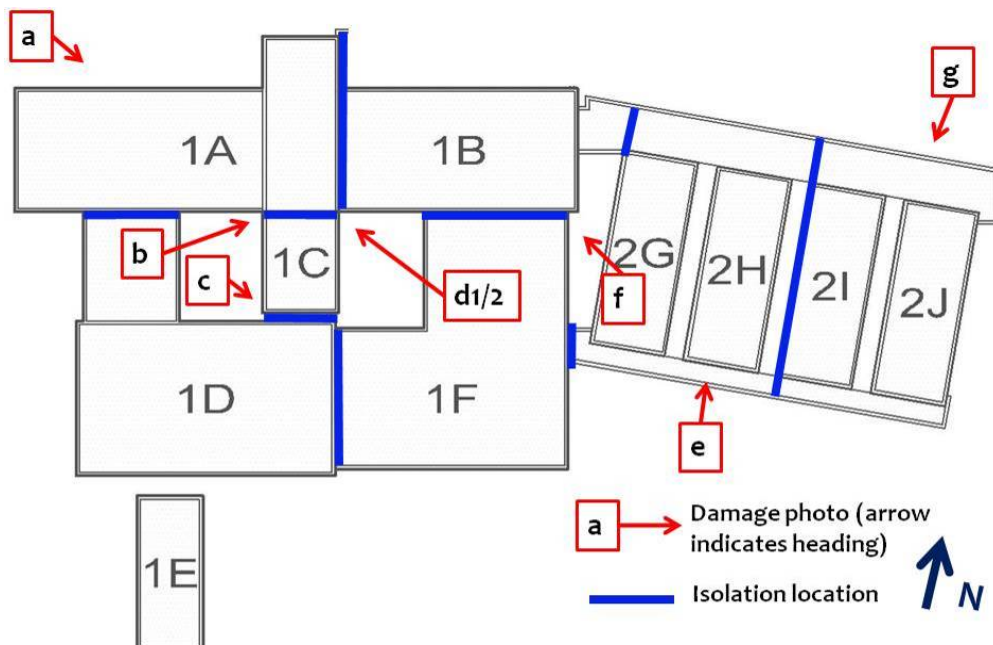 a
g
1A
1B
b
1C
2G
2H
c
d1/2
f
2I
2J
1D
1F
e
a
Damage photo (arrow
indicates heading)
1E
Isolation location
N